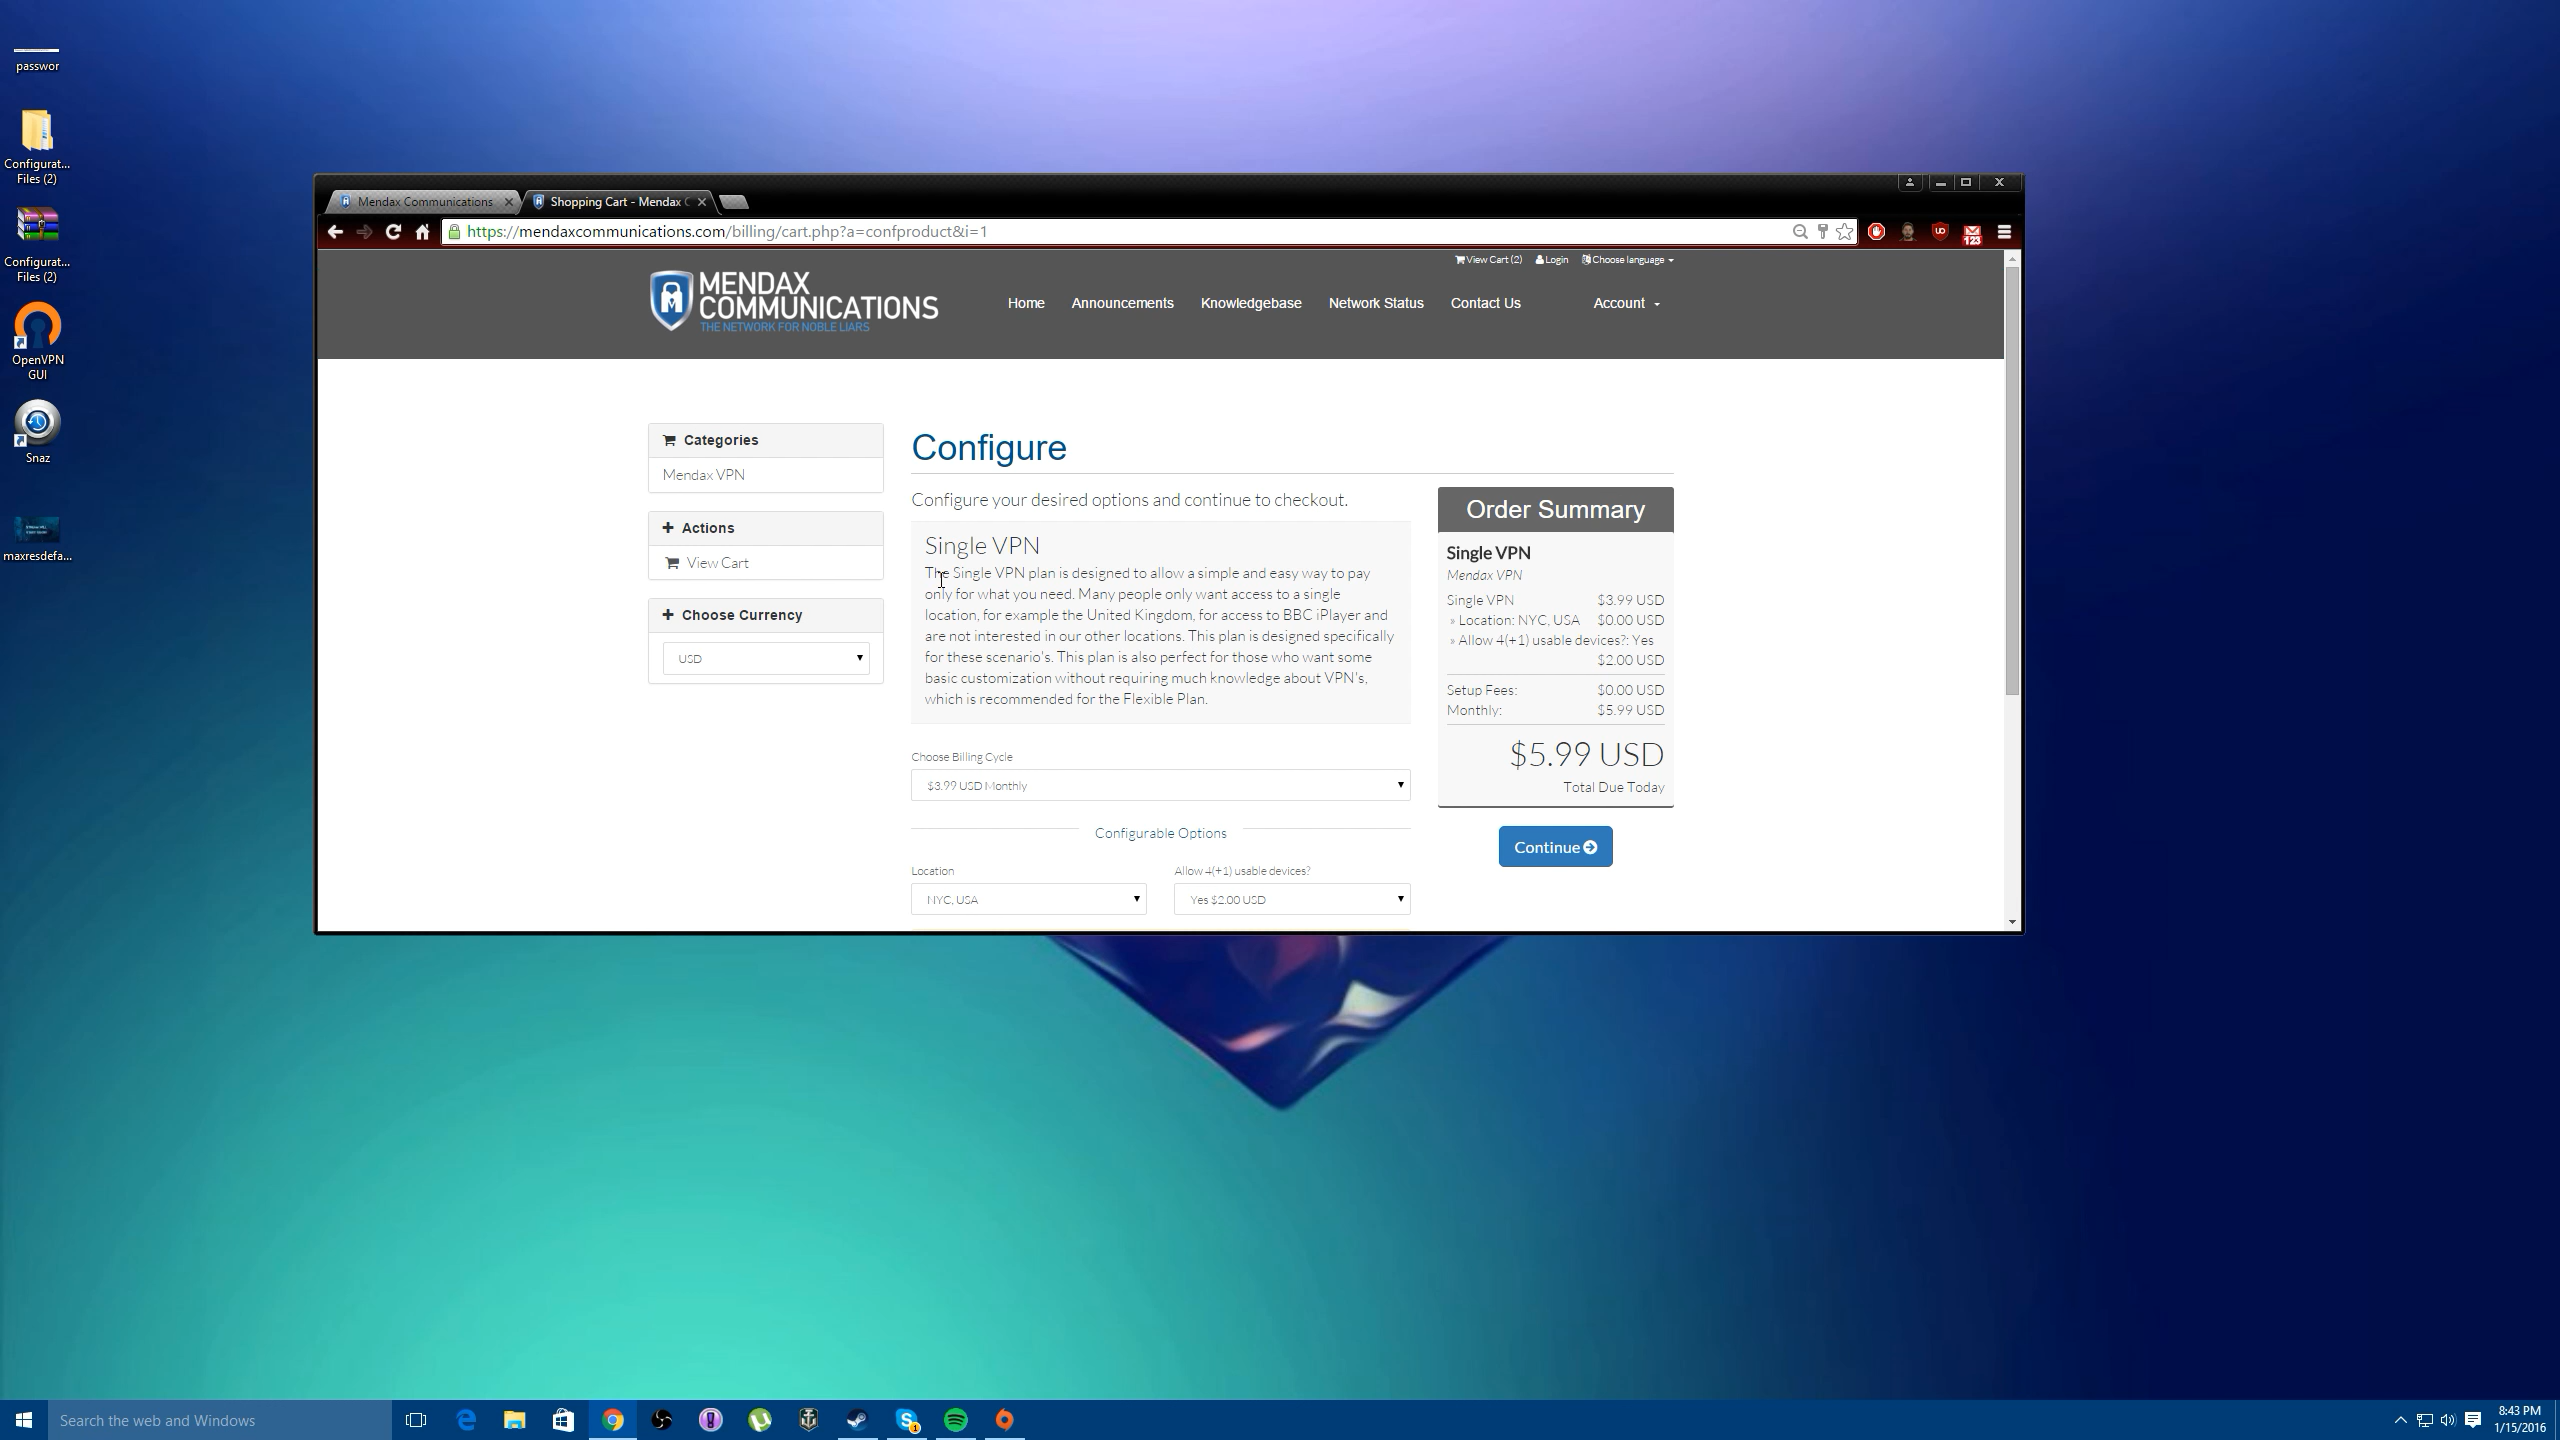 passwor
Configurat...
Files (2)
Configurat...
Files (2)
OpenVPN
GUI
Snaz
maxresdefa...
Mendax Communications
Shopping Cart - Mendax C
https://mendaxcommunications.com/billing/cart.php?a=confproduct&i=1
UD
123
View Cart (2) Login Choose language
M
MENDAX
COMMUNICATIONS
THE NETWORK FOR NOBLE LIARS
Home Announcements Knowledgebase Network Status Contact Us Account
Categories
Mendax VPN
Actions
View Cart
Choose Currency
USD
Configure
Configure your desired options and continue to checkout.
Single VPN
The Single VPN plan is designed to allow a simple and easy way to pay
only for what you need. Many people only want access to a single
location, for example the United Kingdom, for access to BBC iPlayer and
are not interested in our other locations. This plan is designed specifically
for these scenario's. This plan is also perfect for those who want some
basic customization without requiring much knowledge about VPN's,
which is recommended for the Flexible Plan.
Choose Billing Cycle
$3.99 USD Monthly
Configurable Options
Location
NYC, USA
Allow 4(+1) usable devices?
Yes $2.00 USD
Order Summary
Single VPN
Mendax VPN
Single VPN $3.99 USD
» Location: NYC, USA $0.00 USD
» Allow 4(+1) usable devices?: Yes
$2.00 USD
Setup Fees: $0.00 USD
Monthly: $5.99 USD
$5.99 USD
Total Due Today
Continue
Search the web and Windows
1
8:43 PM
1/15/2016